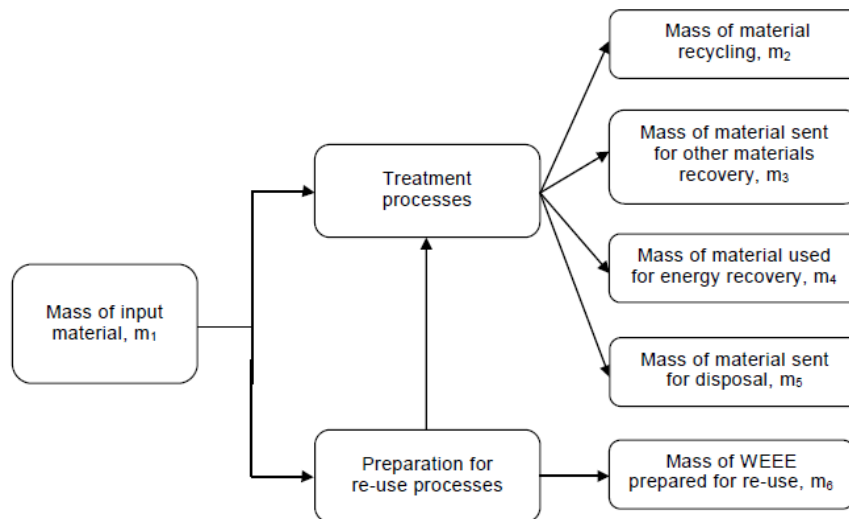 Mass of material
recycling, m₂
Mass of material sent
for other materials
recovery, m₃
Treatment
processes
Mass of material used
for energy recovery, m₄
Mass of input
material, m₁
Mass of material sent
for disposal, m₅
Preparation for
re-use processes
Mass of WEEE
prepared for re-use, m₆